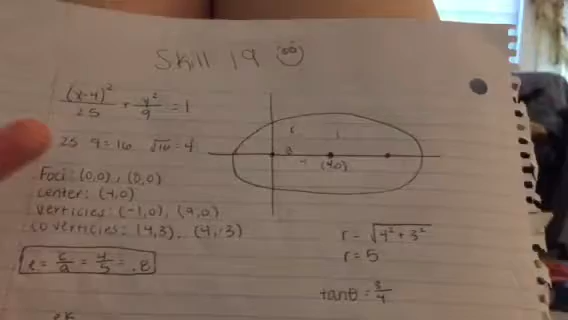 Skill 19
(x-4)²/25 + y²/9 = 1
25 9 = 16 √16 = 4
Foci: (0,0), (8,0)
center: (4,0)
verticies: (-1,0), (9,0)
co verticies: (4,3), (4,-3)
e = c/a = 4/5 = .8
(4,0)
r = √4² + 3²
r = 5
tanθ = 3/4